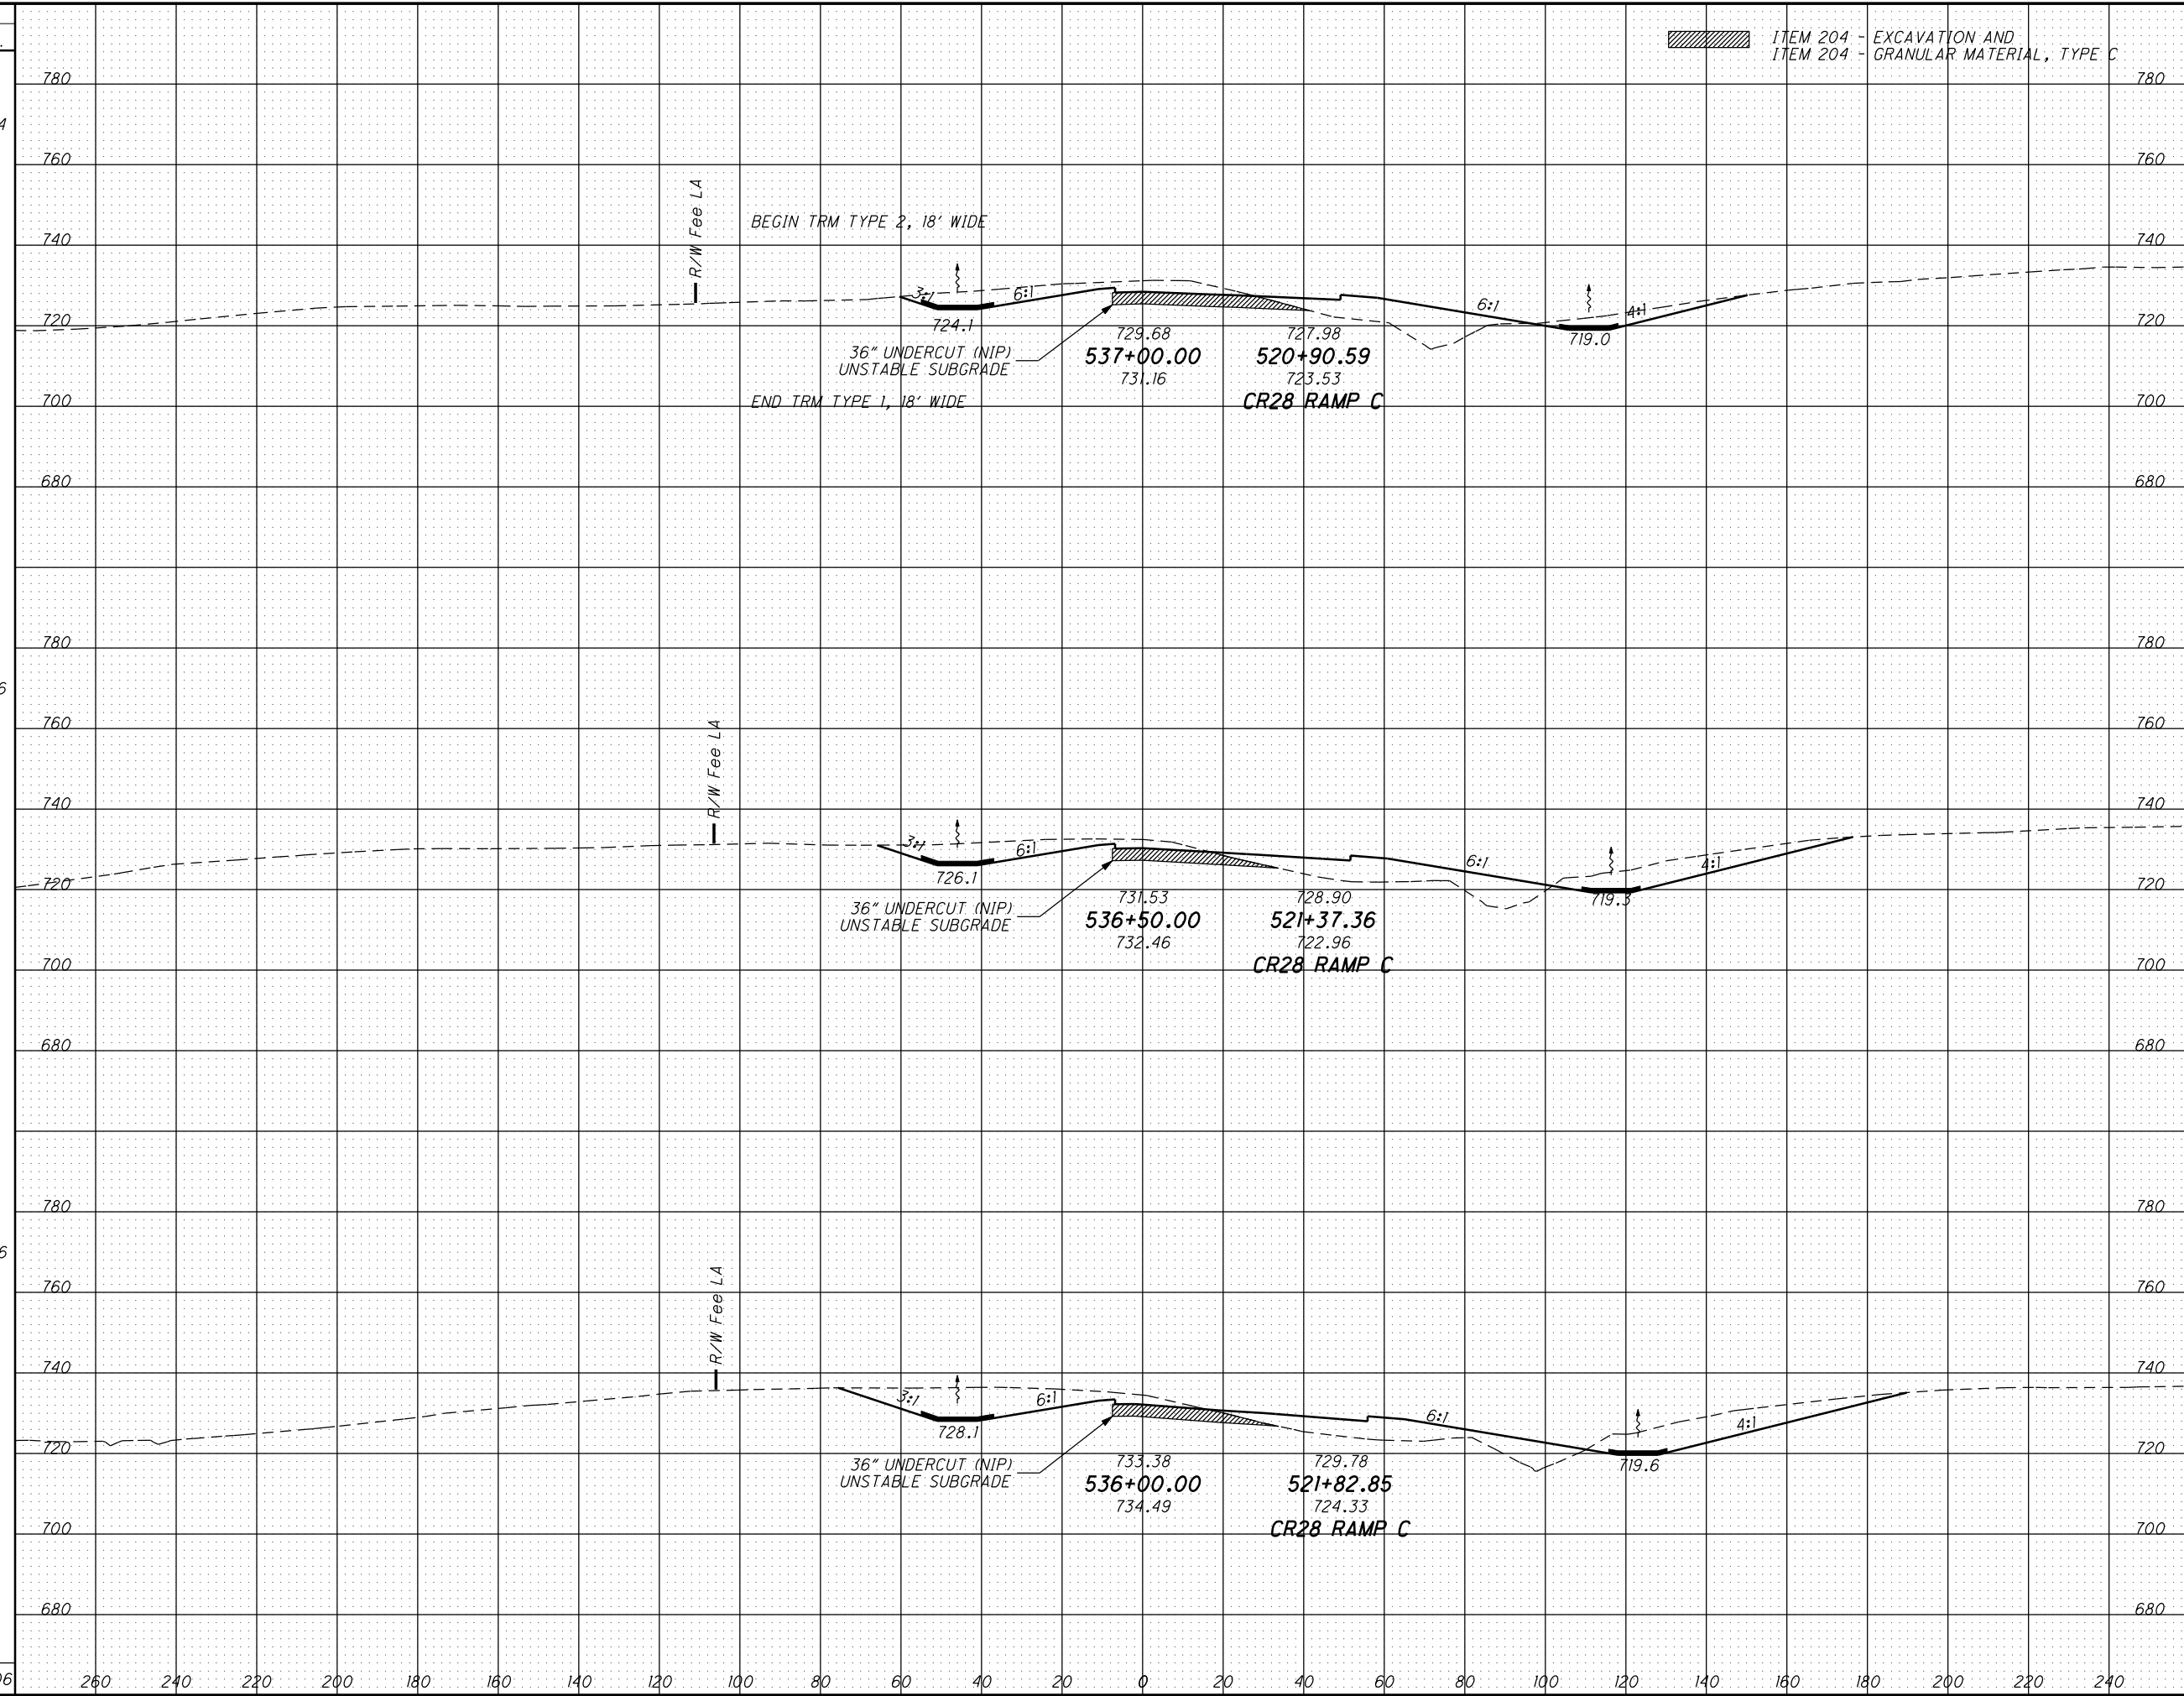 ITEM 204 - EXCAVATION AND
ITEM 204 - GRANULAR MATERIAL, TYPE C
780 780
760 760
R/W Fee LA
BEGIN TRM TYPE 2, 18' WIDE
740 740
3:1 6:1 6:1 4:1
720 724.1 719.0 720
36" UNDERCUT (NIP)
UNSTABLE SUBGRADE
729.68 727.98
537+00.00 520+90.59
731.16 723.53
700 END TRM TYPE 1, 18' WIDE CR28 RAMP C 700
680 680
780 780
760 760
R/W Fee LA
740 740
3:1 6:1 6:1 4:1
720 726.1 719.3 720
36" UNDERCUT (NIP)
UNSTABLE SUBGRADE
731.53 728.90
536+50.00 521+37.36
732.46 722.96
700 CR28 RAMP C 700
680 680
780 780
760 760
R/W Fee LA
740 740
3:1 6:1 6:1 4:1
720 728.1 719.6 720
36" UNDERCUT (NIP)
UNSTABLE SUBGRADE
733.38 729.78
536+00.00 521+82.85
734.49 724.33
700 CR28 RAMP C 700
680 680
260 240 220 200 180 160 140 120 100 80 60 40 20 0 20 40 60 80 100 120 140 160 180 200 220 240